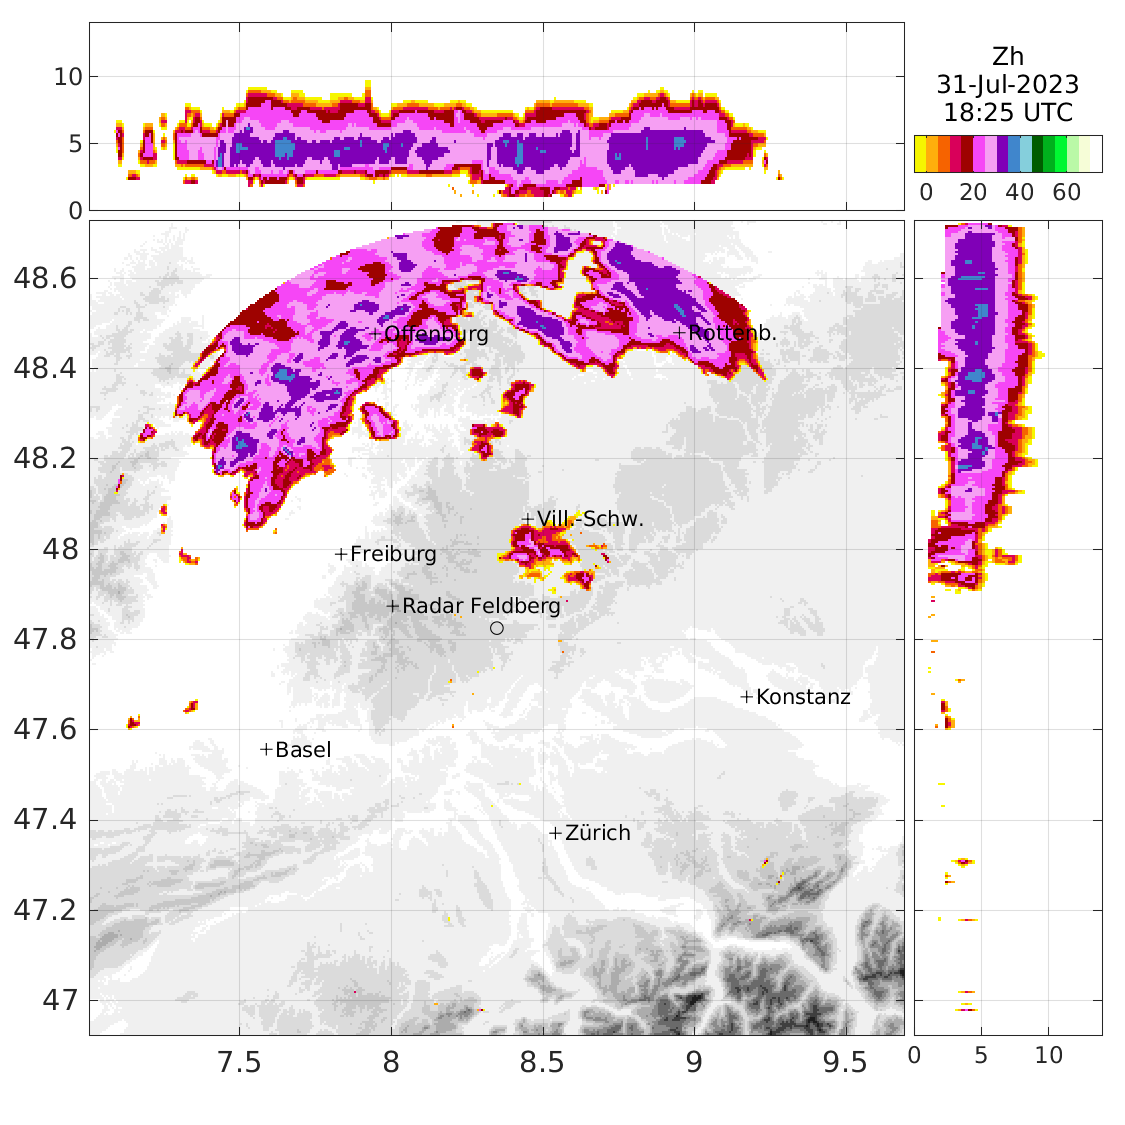 10
5
0
Zh
31-Jul-2023
18:25 UTC
0 20 40 60
48.6
48.4
48.2
48
47.8
47.6
47.4
47.2
47
Offenburg
Rottenb.
Vill.-Schw.
Freiburg
Radar Feldberg
Konstanz
Basel
Zürich
7.5 8 8.5 9 9.5
0 5 10